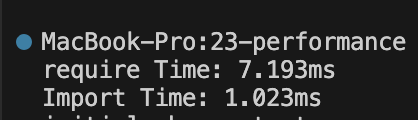 MacBook-Pro:23-performance
require Time: 7.193ms
Import Time: 1.023ms